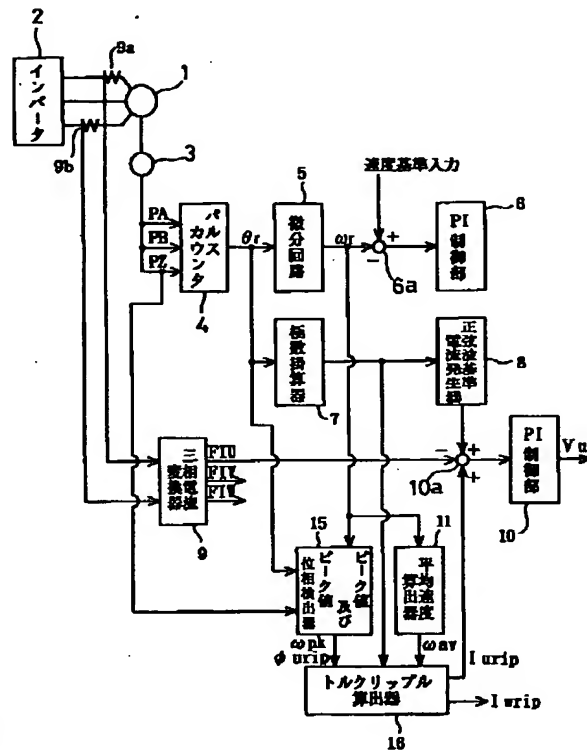 2
インバータ
9a
1
9b
3
PA
PB
PZ
パルスカウンタ
4
θr
5
微分回路
ωr
速度基準入力
+
-
6a
6
PI制御部
極数掛算器
7
正弦波基準電流発生器
8
三相電流変換器
9
FIU
FIV
FIW
-
+
+
10a
PI制御部
10
Vu
15
ピーク値及びピーク値位相検出器
11
平均速度算出器
ωpk
φurip
ωav
Iurip
トルクリップル算出器
Iwrip
16